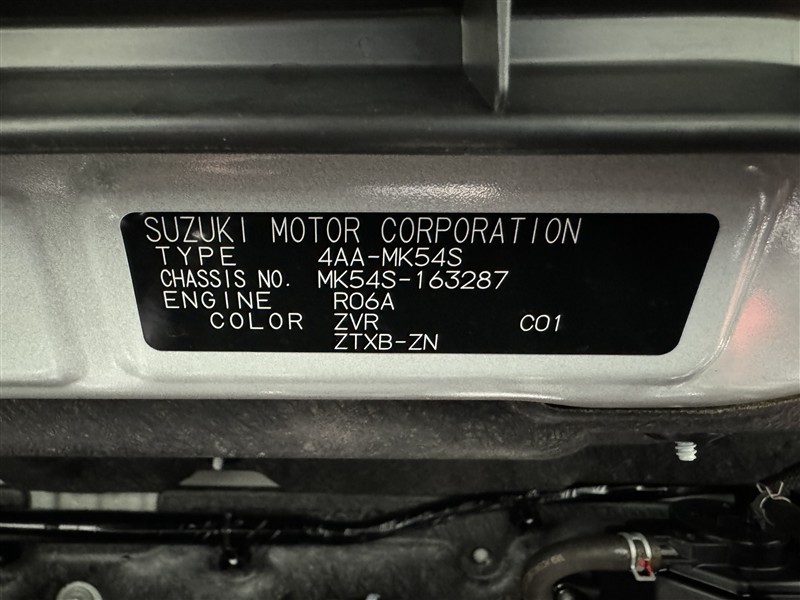 SUZUKI MOTOR CORPORATION
TYPE 4AA-MK54S
CHASSIS NO. MK54S-163287
ENGINE R06A
COLOR ZVR C01
ZTXB-ZN